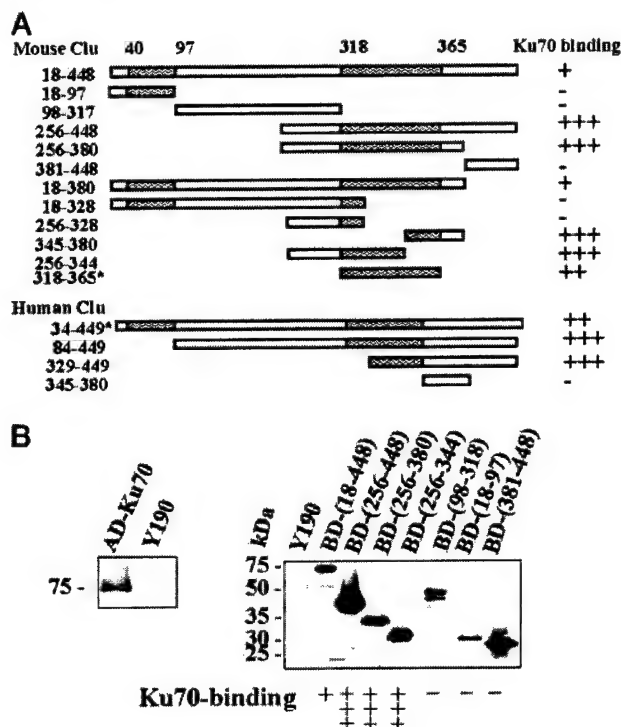 A
40 97 318 365
Mouse Clu Ku70 binding
18-448 +
18-97 -
98-317 -
256-448 +++
256-380 +++
381-448 -
18-380 +
18-328 -
256-328 -
345-380 +++
256-344 +++
318-365* ++
Human Clu
34-449* ++
84-449 +++
329-449 +++
345-380 -
B
AD-Ku70
Y190
75 -
kDa
Y190
BD-(18-448)
BD-(256-448)
BD-(256-380)
BD-(256-344)
BD-(98-318)
BD-(18-97)
BD-(381-448)
75 -
50 -
35 -
30 -
25 -
Ku70-binding + +++ +++ +++ - - -